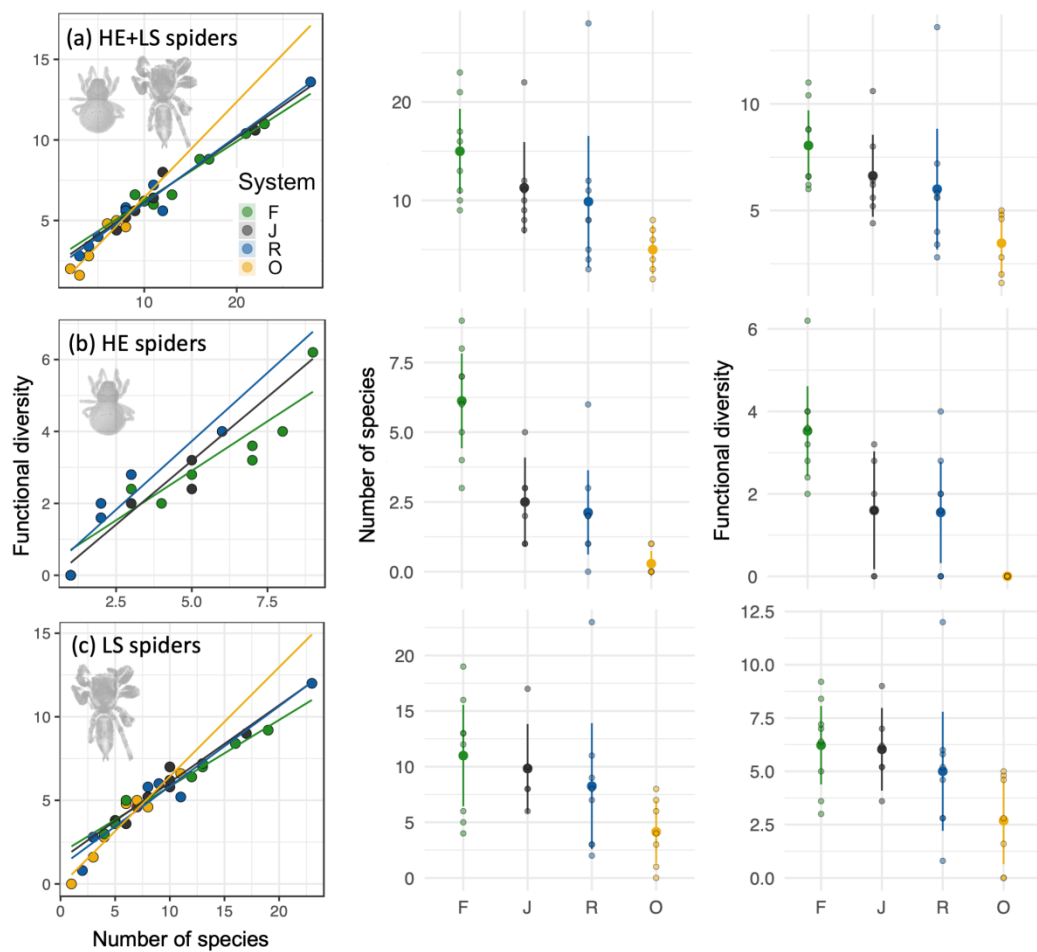 (a) HE+LS spiders
15
10
5
System
F
J
R
O
10
20
20
10
10
5
(b) HE spiders
6
4
2
0
2.5
5.0
7.5
Functional diversity
7.5
5.0
2.5
0.0
Number of species
6
4
2
0
Functional diversity
(c) LS spiders
15
10
5
0
0
5
10
15
20
Number of species
20
15
10
5
0
F
J
R
O
12.5
10.0
7.5
5.0
2.5
0.0
F
J
R
O